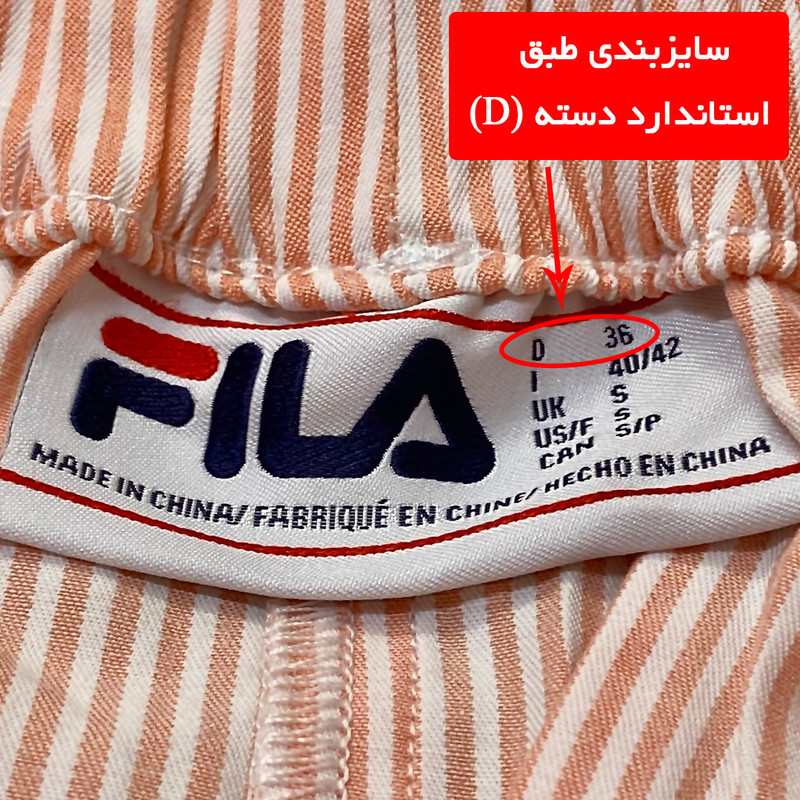 سایزبندی طبق
استاندارد دسته (D)
FILA
D 36
I 40/42
UK S
US/F S
CAN S/P
MADE IN CHINA/ FABRIQUÉ EN CHINE/ HECHO EN CHINA